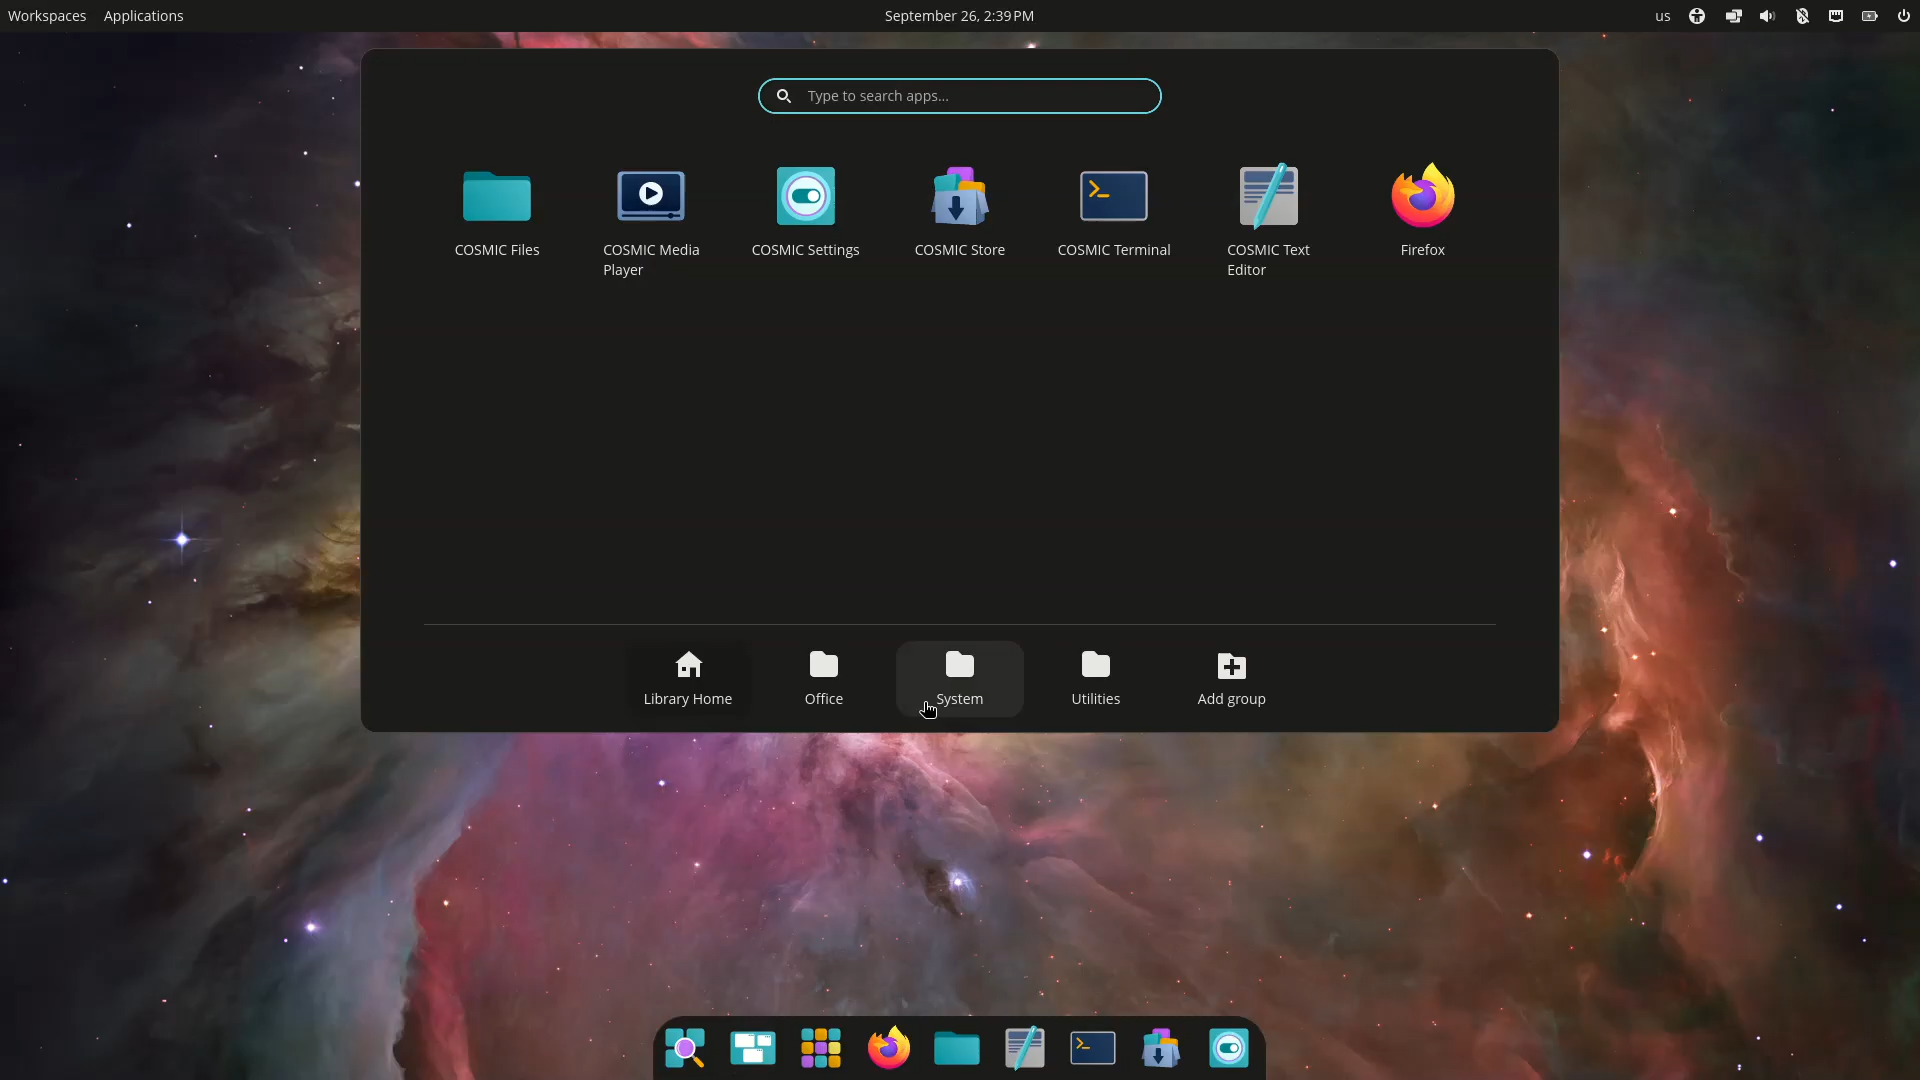 Workspaces Applications September 26, 2:39 PM us
Type to search apps...
COSMIC Files
COSMIC Media
Player
COSMIC Settings
COSMIC Store
COSMIC Terminal
COSMIC Text
Editor
Firefox
Library Home
Office
System
Utilities
Add group